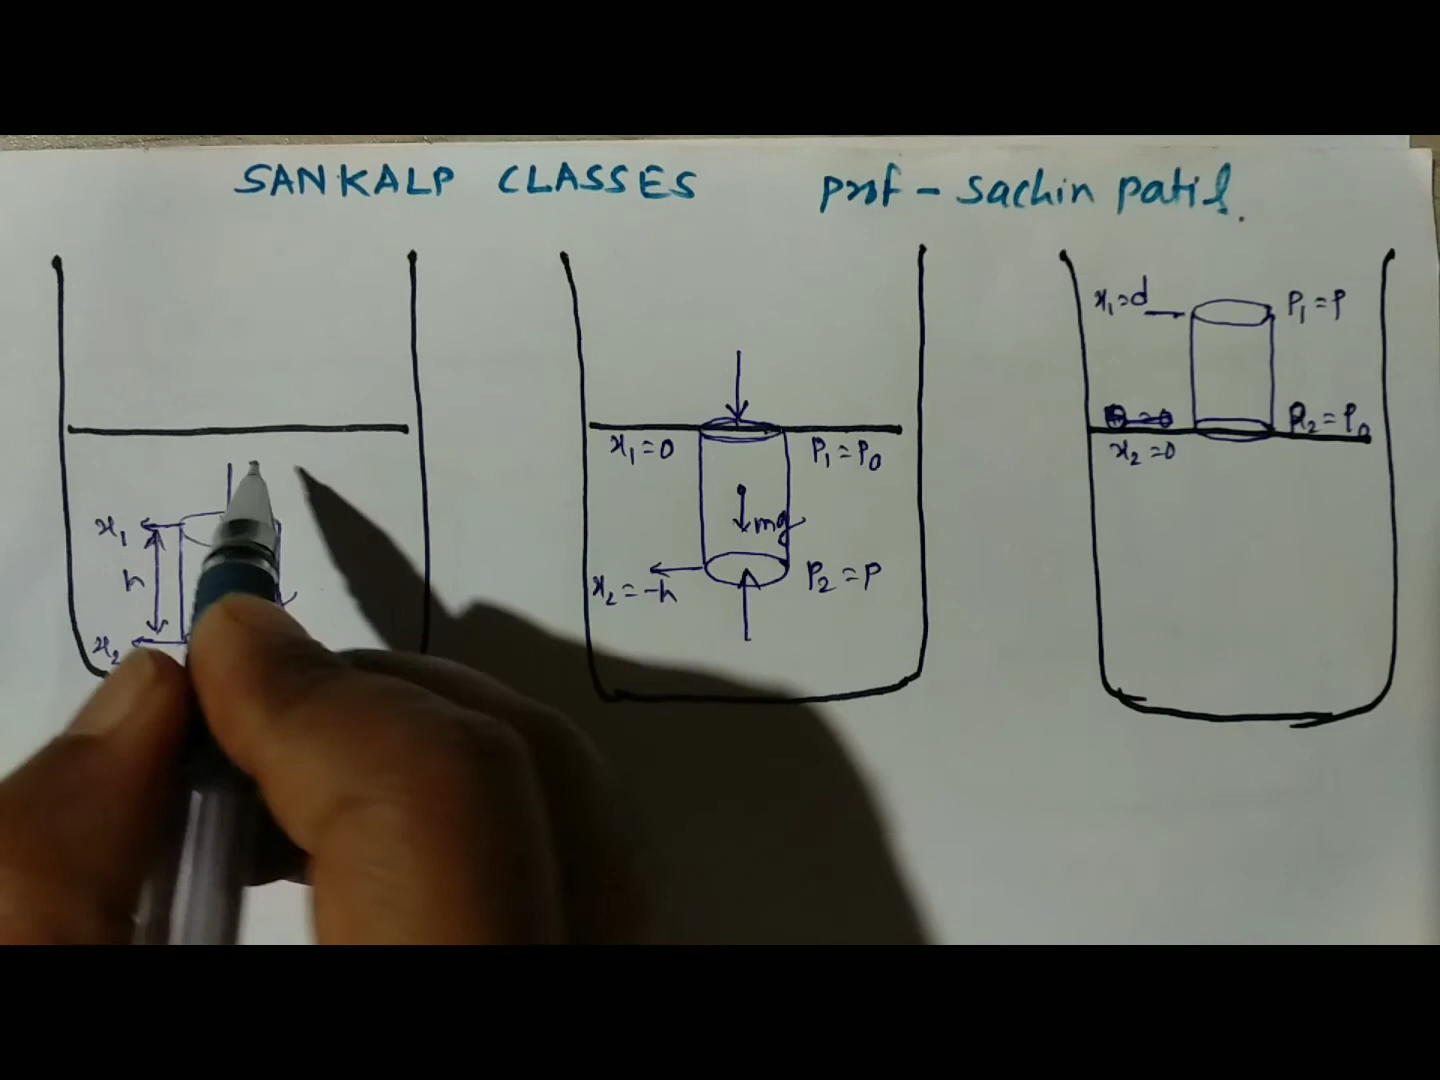 SANKALP CLASSES prof - Sachin patil.
x₁
h
x₂
x₁=0 P₁=P₀
mg
x₂=-h P₂=P
x₁=d P₁=P
P₂=P₀
x₂=0